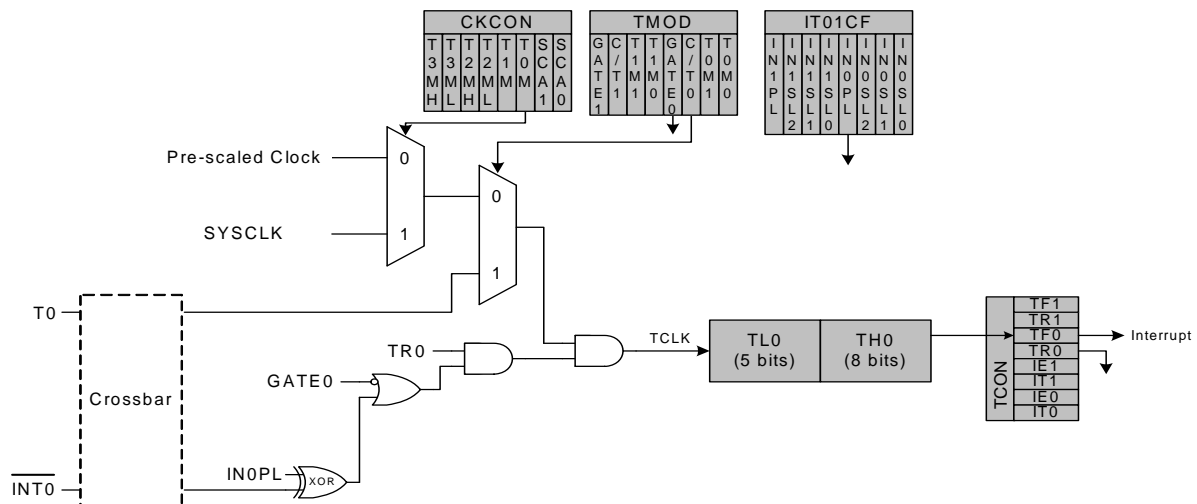 CKCON
T3MH
T3ML
T2MH
T2ML
T1M
T0M
SCA1
SCA0
TMOD
GATE1
C/T1
T1M1
T1M0
GATE0
C/T0
T0M1
T0M0
IT01CF
IN1PL
IN1SL2
IN1SL1
IN1SL0
IN0PL
IN0SL2
IN0SL1
IN0SL0
Pre-scaled Clock
0
SYSCLK
1
0
1
T0
Crossbar
INT0
TR0
GATE0
IN0PL
XOR
TCLK
TL0
(5 bits)
TH0
(8 bits)
TCON
TF1
TR1
TF0
TR0
IE1
IT1
IE0
IT0
Interrupt